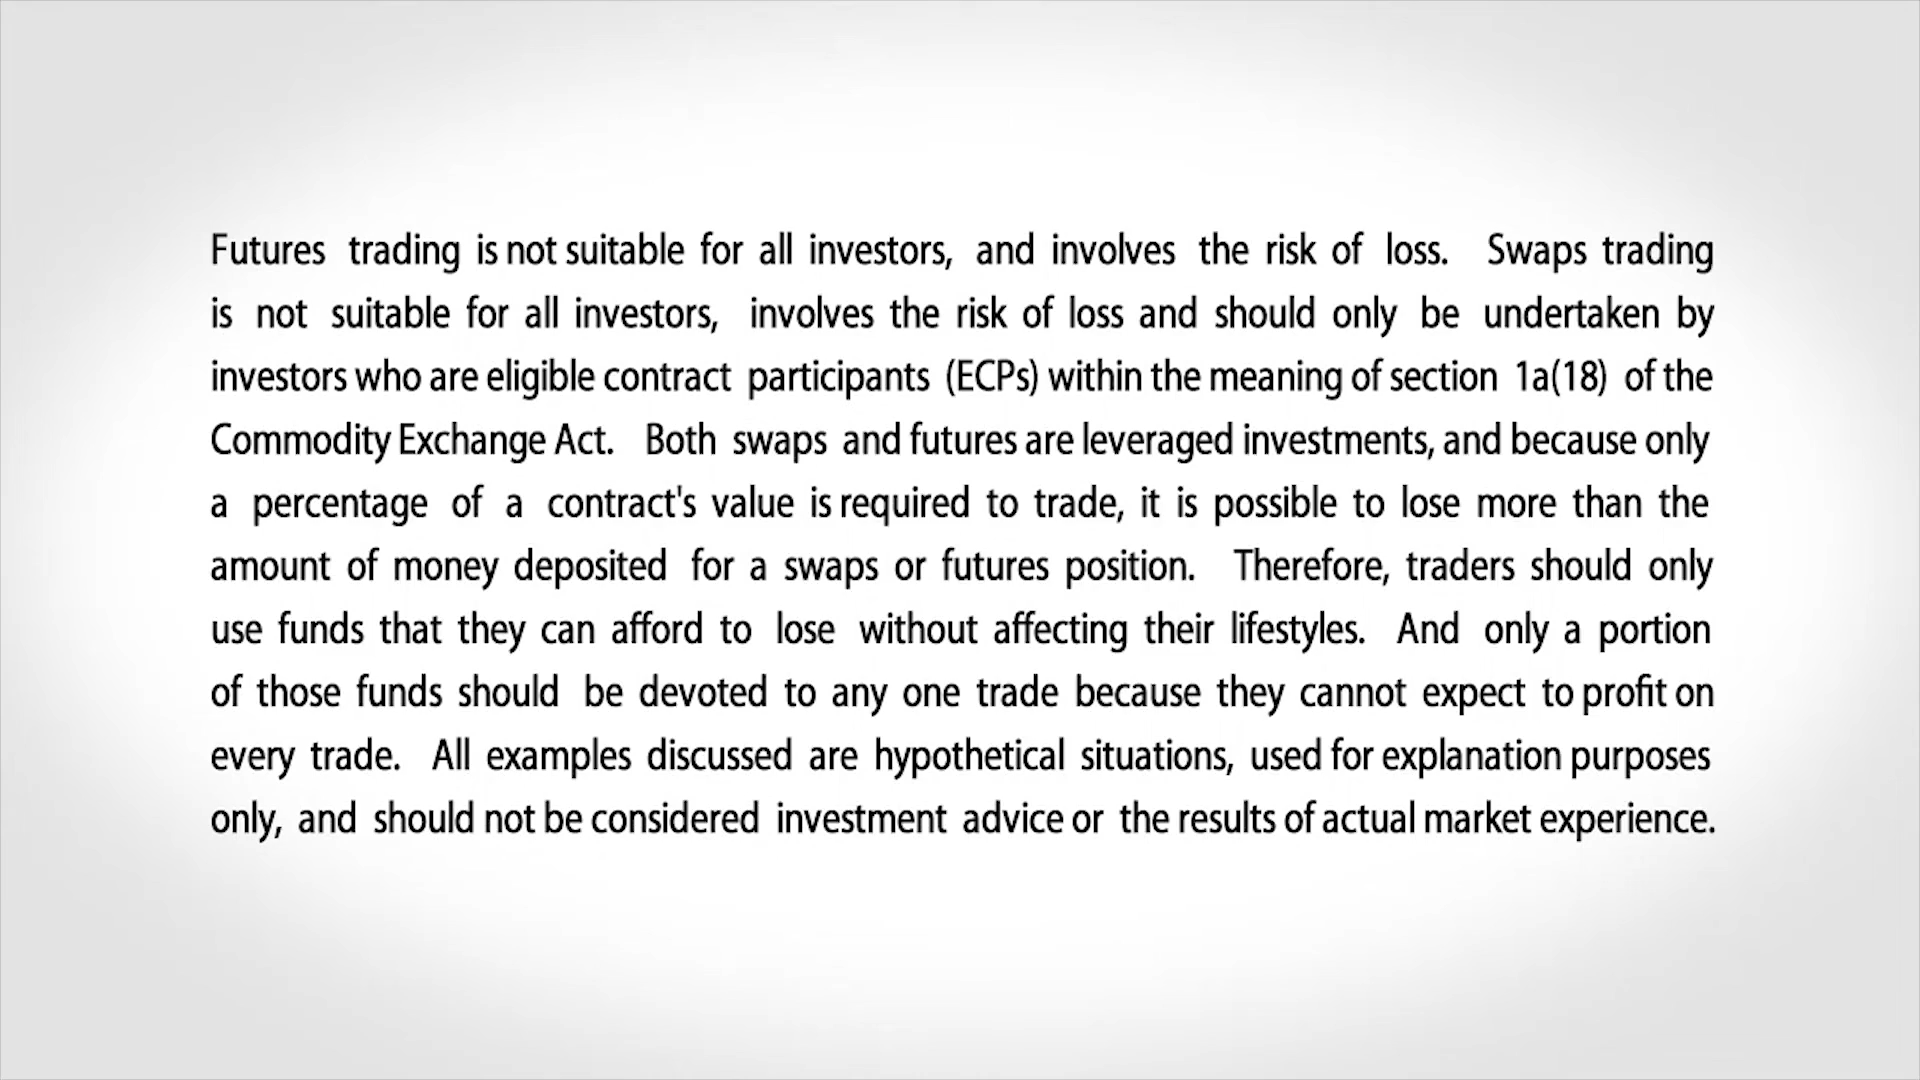 Futures trading is not suitable for all investors, and involves the risk of loss. Swaps trading
is not suitable for all investors, involves the risk of loss and should only be undertaken by
investors who are eligible contract participants (ECPs) within the meaning of section 1a(18) of the
Commodity Exchange Act. Both swaps and futures are leveraged investments, and because only
a percentage of a contract's value is required to trade, it is possible to lose more than the
amount of money deposited for a swaps or futures position. Therefore, traders should only
use funds that they can afford to lose without affecting their lifestyles. And only a portion
of those funds should be devoted to any one trade because they cannot expect to profit on
every trade. All examples discussed are hypothetical situations, used for explanation purposes
only, and should not be considered investment advice or the results of actual market experience.